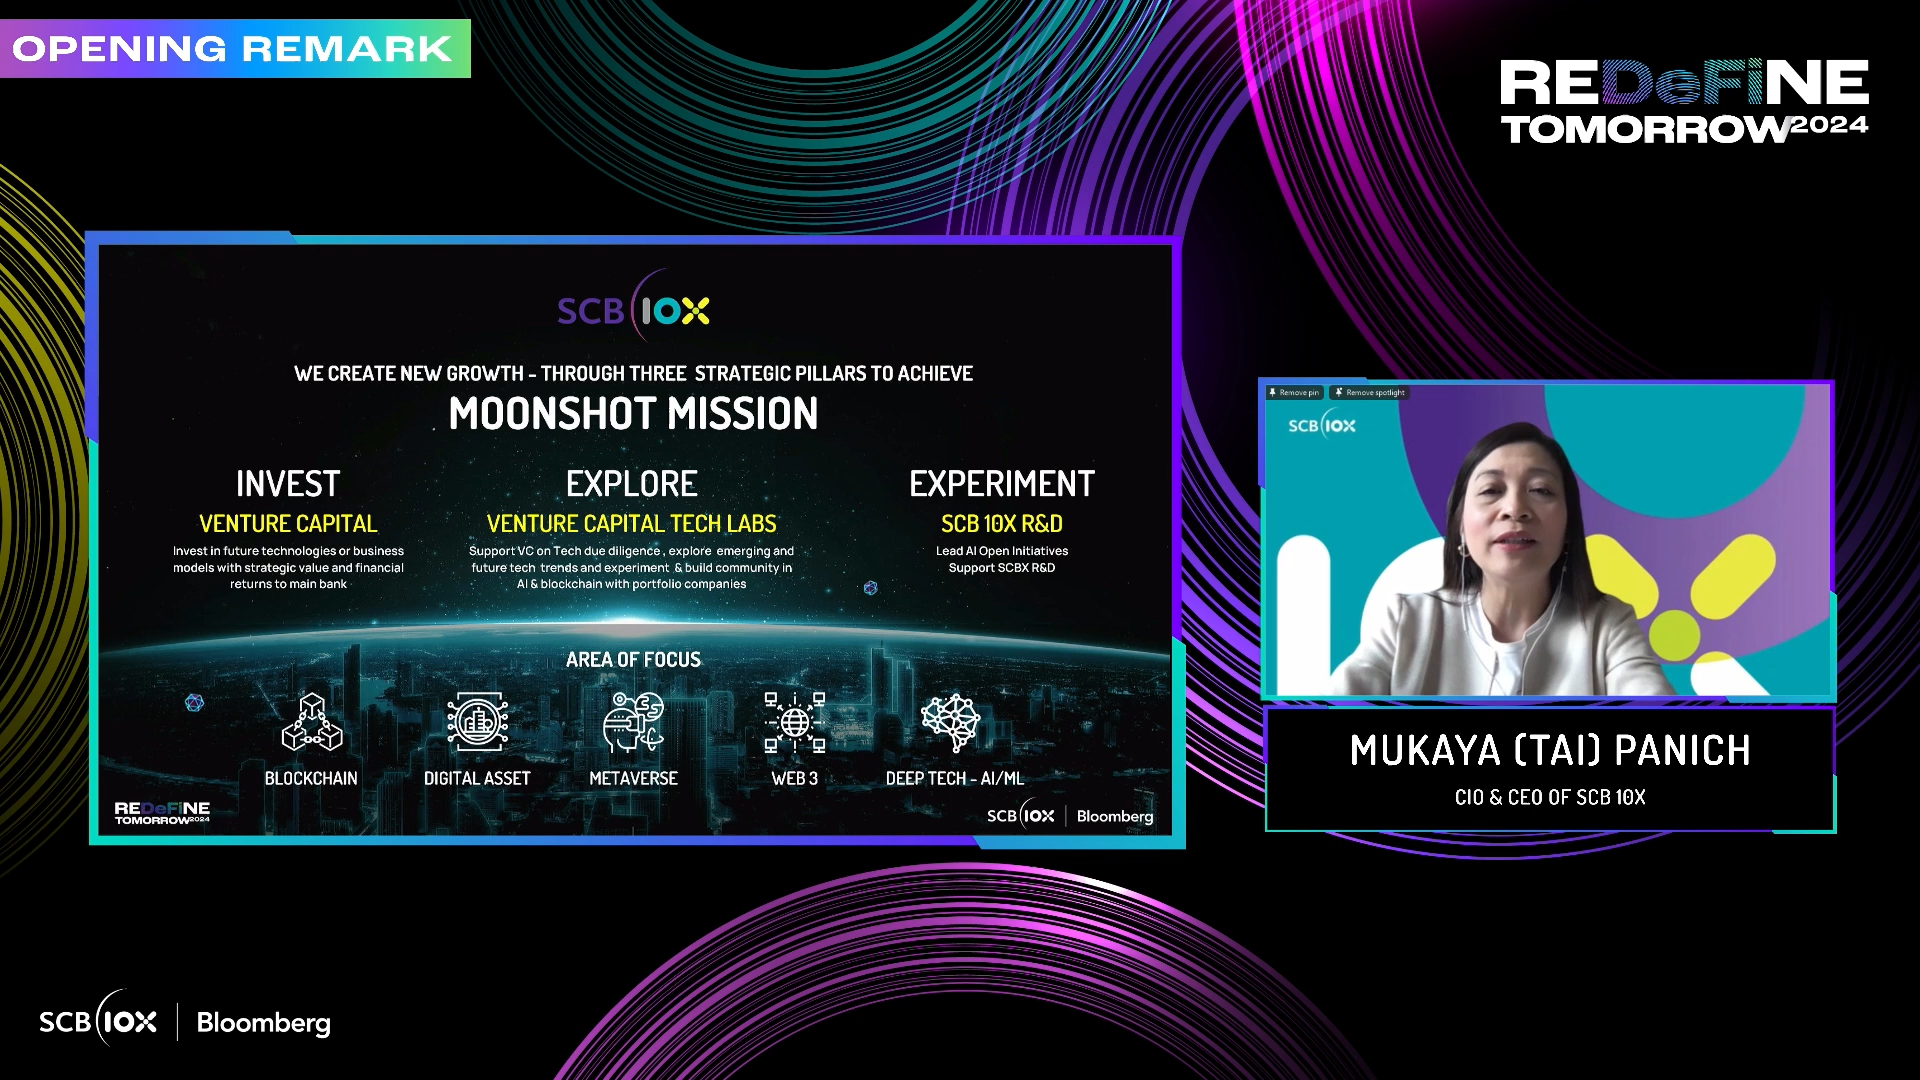 OPENING REMARK
REDeFiNE
TOMORROW2024
SCB 10X
WE CREATE NEW GROWTH - THROUGH THREE STRATEGIC PILLARS TO ACHIEVE
MOONSHOT MISSION
INVEST
VENTURE CAPITAL
Invest in future technologies or business
models with strategic value and financial
returns to main bank
EXPLORE
VENTURE CAPITAL TECH LABS
Support VC on Tech due diligence, explore emerging and
future tech trends and experiment & build community in
AI & blockchain with portfolio companies
EXPERIMENT
SCB 10X R&D
Lead AI Open Initiatives
Support SCBX R&D
AREA OF FOCUS
BLOCKCHAIN
DIGITAL ASSET
METAVERSE
WEB 3
DEEP TECH - AI/ML
REDeFiNE
TOMORROW2024
SCB 10X | Bloomberg
Remove pin
Remove spotlight
SCB 10X
MUKAYA (TAI) PANICH
CIO & CEO OF SCB 10X
SCB 10X | Bloomberg